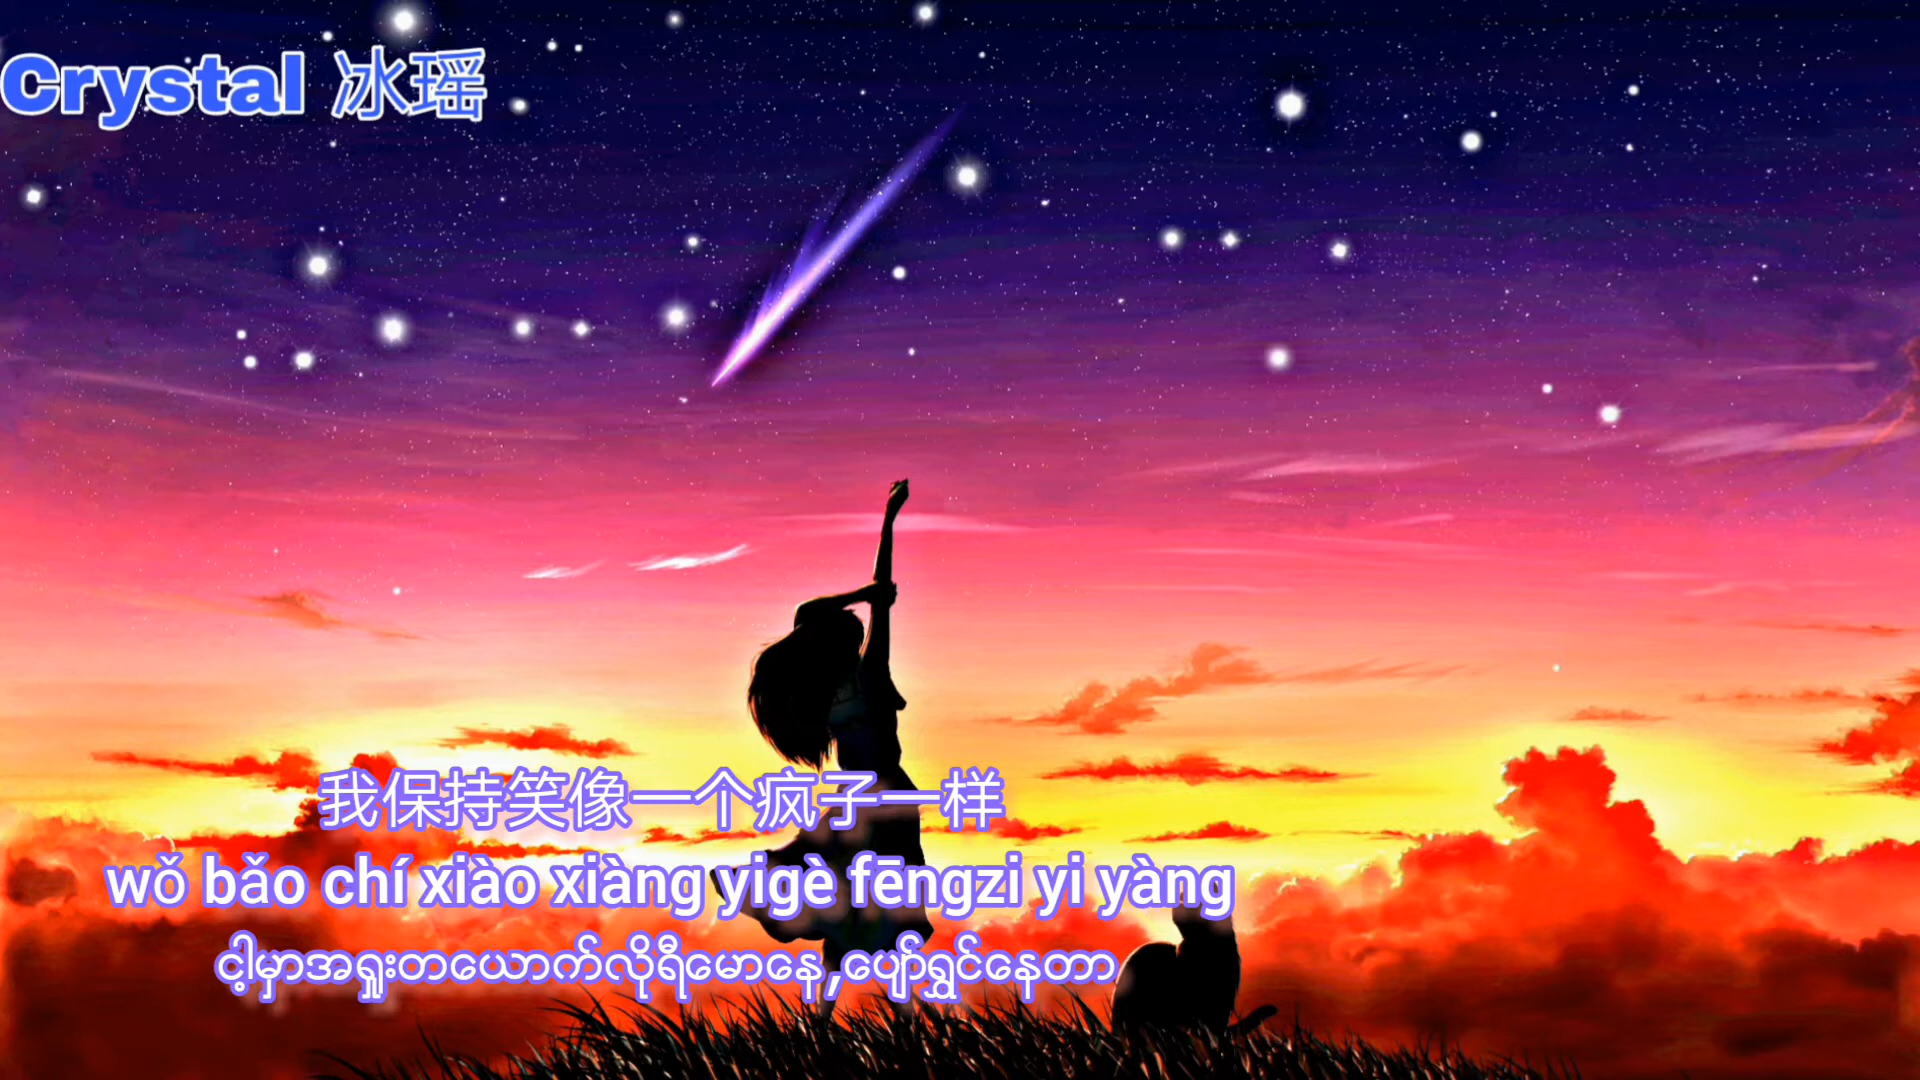 Crystal 冰瑶
我保持笑像一个疯子一样
wǒ bǎo chí xiào xiàng yigè fēngzi yi yàng
ငါ့မှာအရူးတယောက်လိုရီမောနေ,ပျော်ရွှင်နေတာ